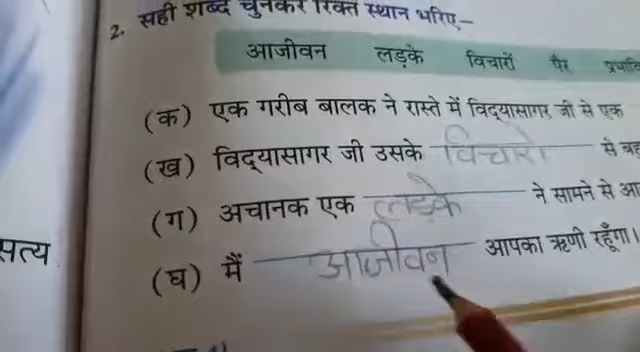 2. सही शब्द चुनकर रिक्त स्थान भरिए–
आजीवन लड़के विचारों पैर
(क) एक गरीब बालक ने रास्ते में विद्यासागर जी से एक
(ख) विद्यासागर जी उसके विचारो से वह
(ग) अचानक एक लड़के ने सामने से
(घ) मैं आजीवन आपका ऋणी रहूँगा।
सत्य